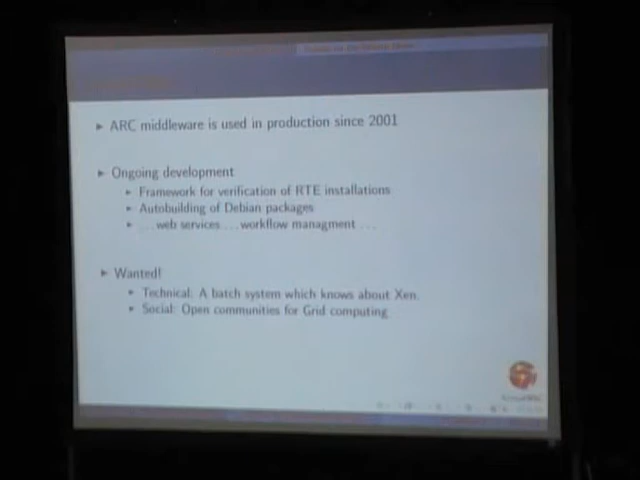 ► ARC middleware is used in production since 2001
► Ongoing development
► Framework for verification of RTE installations
► Autobuilding of Debian packages
► ...web services...workflow managment...
► Wanted!
► Technical: A batch system which knows about Xen.
► Social: Open communities for Grid computing